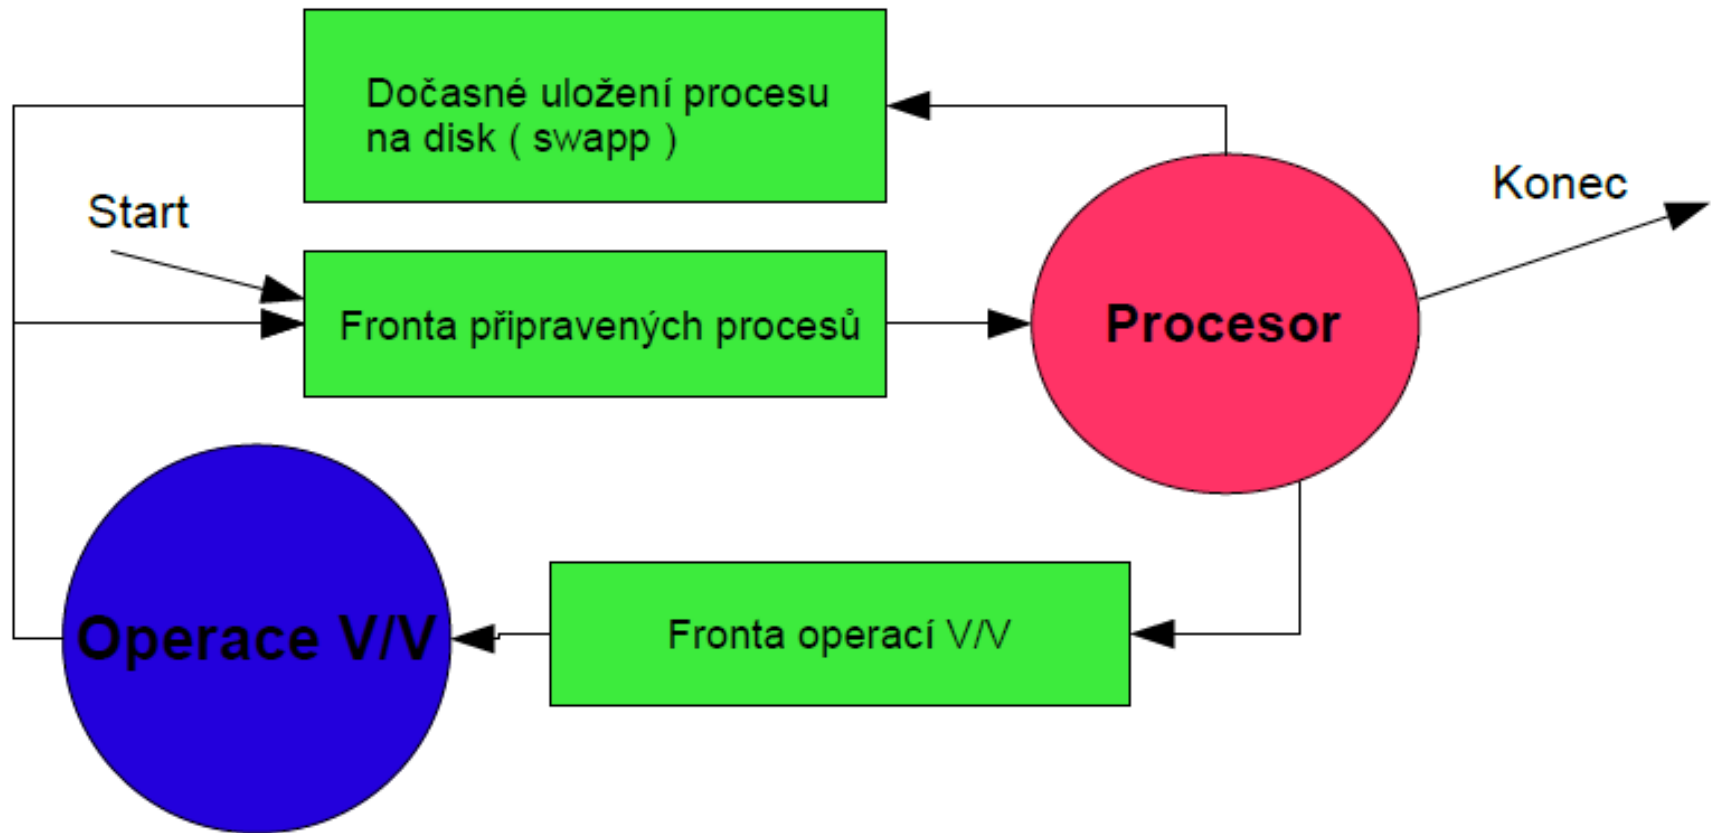 Dočasné uložení procesu
na disk ( swapp )
Start
Konec
Fronta připravených procesů
Procesor
Operace V/V
Fronta operací V/V